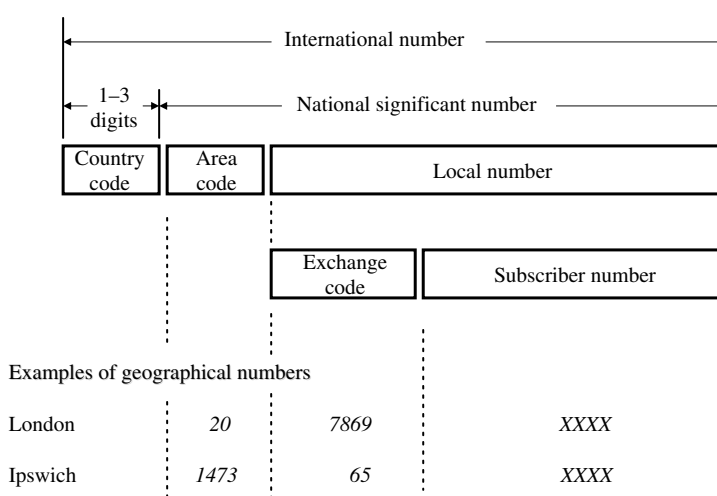 International number
1–3
digits
National significant number
Country
code
Area
code
Local number
Exchange
code
Subscriber number
Examples of geographical numbers
London 20 7869 XXXX
Ipswich 1473 65 XXXX